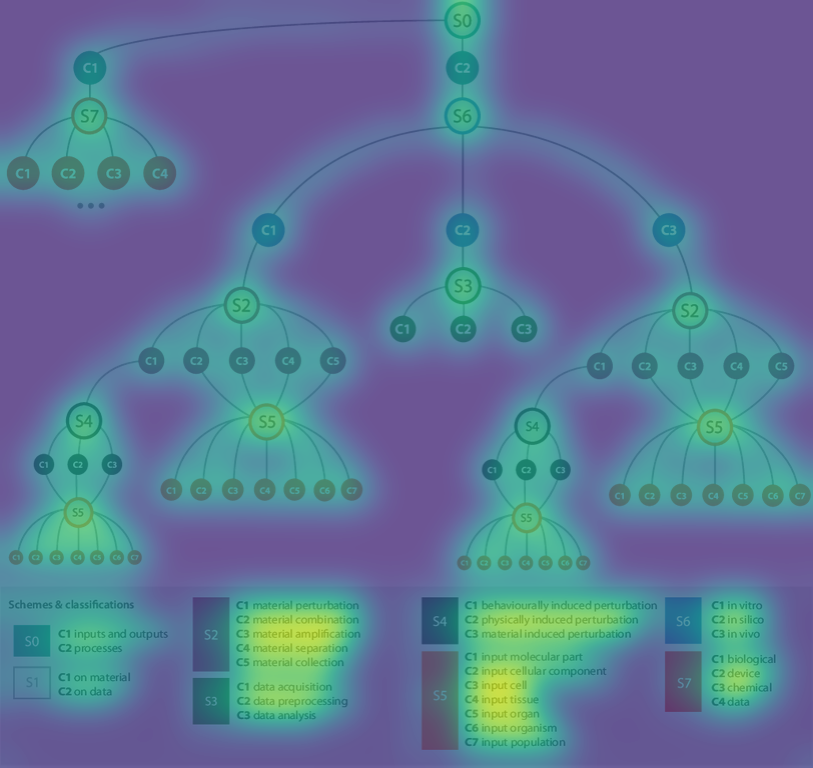 S0
C1 C2
S7 S6
C1 C2 C3 C4
C1 C2 C3
S2 S3 S2
C1 C2 C3
C1 C2 C3 C4 C5
C1 C2 C3 C4 C5
S4 S5 S4 S5
C1 C2 C3
C1 C2 C3
C1 C2 C3 C4 C5 C6 C7
C1 C2 C3 C4 C5 C6 C7
S5 S5
C1 C2 C3 C4 C5 C6 C7
C1 C2 C3 C4 C5 C6 C7
Schemes & classifications
S0
C1 inputs and outputs
C2 processes
S1
C1 on material
C2 on data
S2
C1 material perturbation
C2 material combination
C3 material amplification
C4 material separation
C5 material collection
S3
C1 data acquisition
C2 data preprocessing
C3 data analysis
S4
C1 behaviourally induced perturbation
C2 physically induced perturbation
C3 material induced perturbation
S5
C1 input molecular part
C2 input cellular component
C3 input cell
C4 input tissue
C5 input organ
C6 input organism
C7 input population
S6
C1 in vitro
C2 in silico
C3 in vivo
S7
C1 biological
C2 device
C3 chemical
C4 data